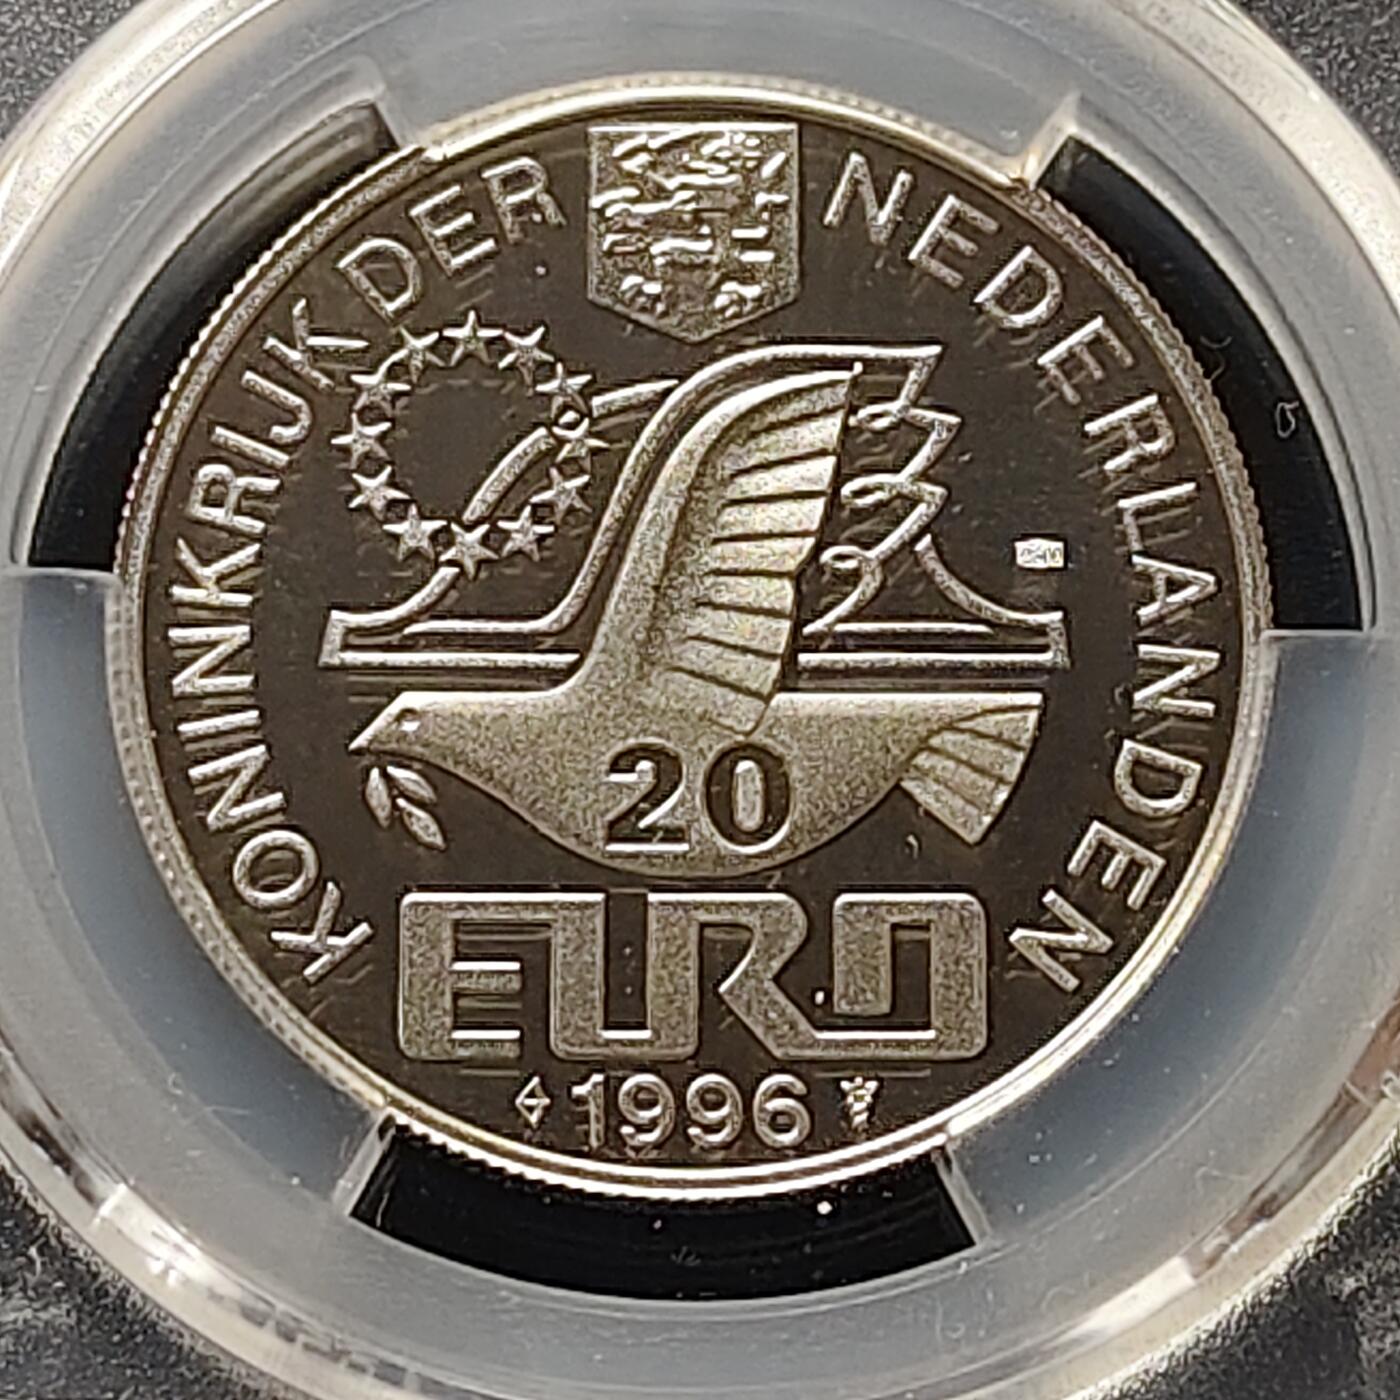 KONINKRIJK DER NEDERLANDEN
20
EURO
1996